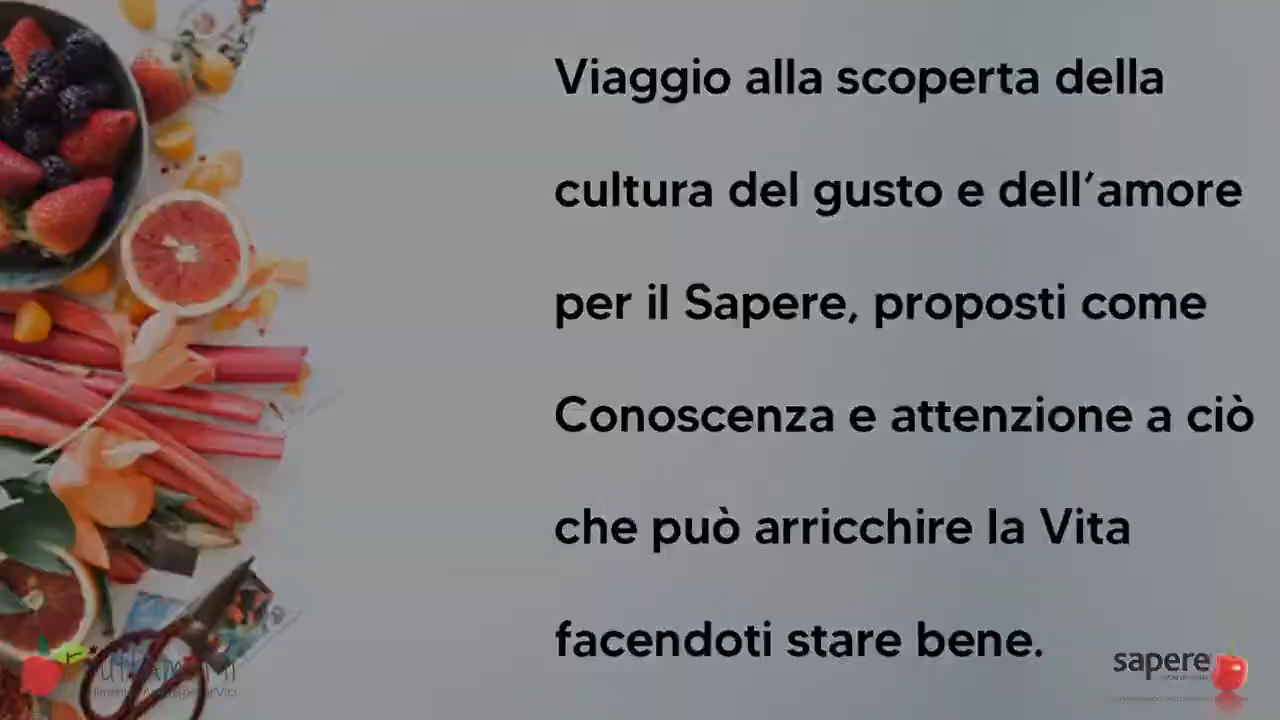 Viaggio alla scoperta della
cultura del gusto e dell'amore
per il Sapere, proposti come
Conoscenza e attenzione a ciò
che può arricchire la Vita
facendoti stare bene.
sapere